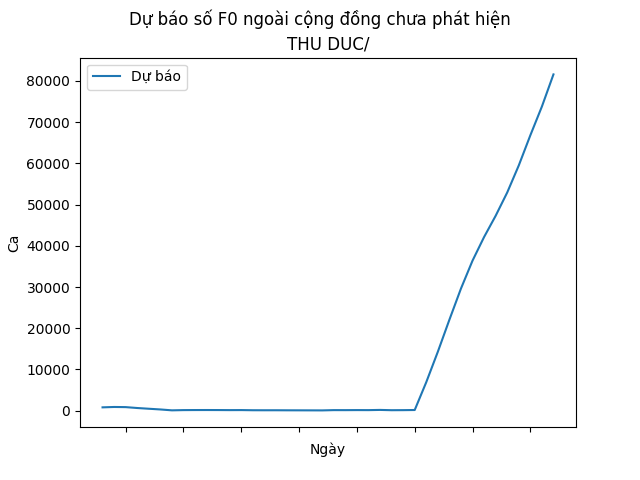 Dự báo số F0 ngoài cộng đồng chưa phát hiện
THU DUC/
Dự báo
80000
70000
60000
50000
40000
30000
20000
10000
0
Ca
Ngày